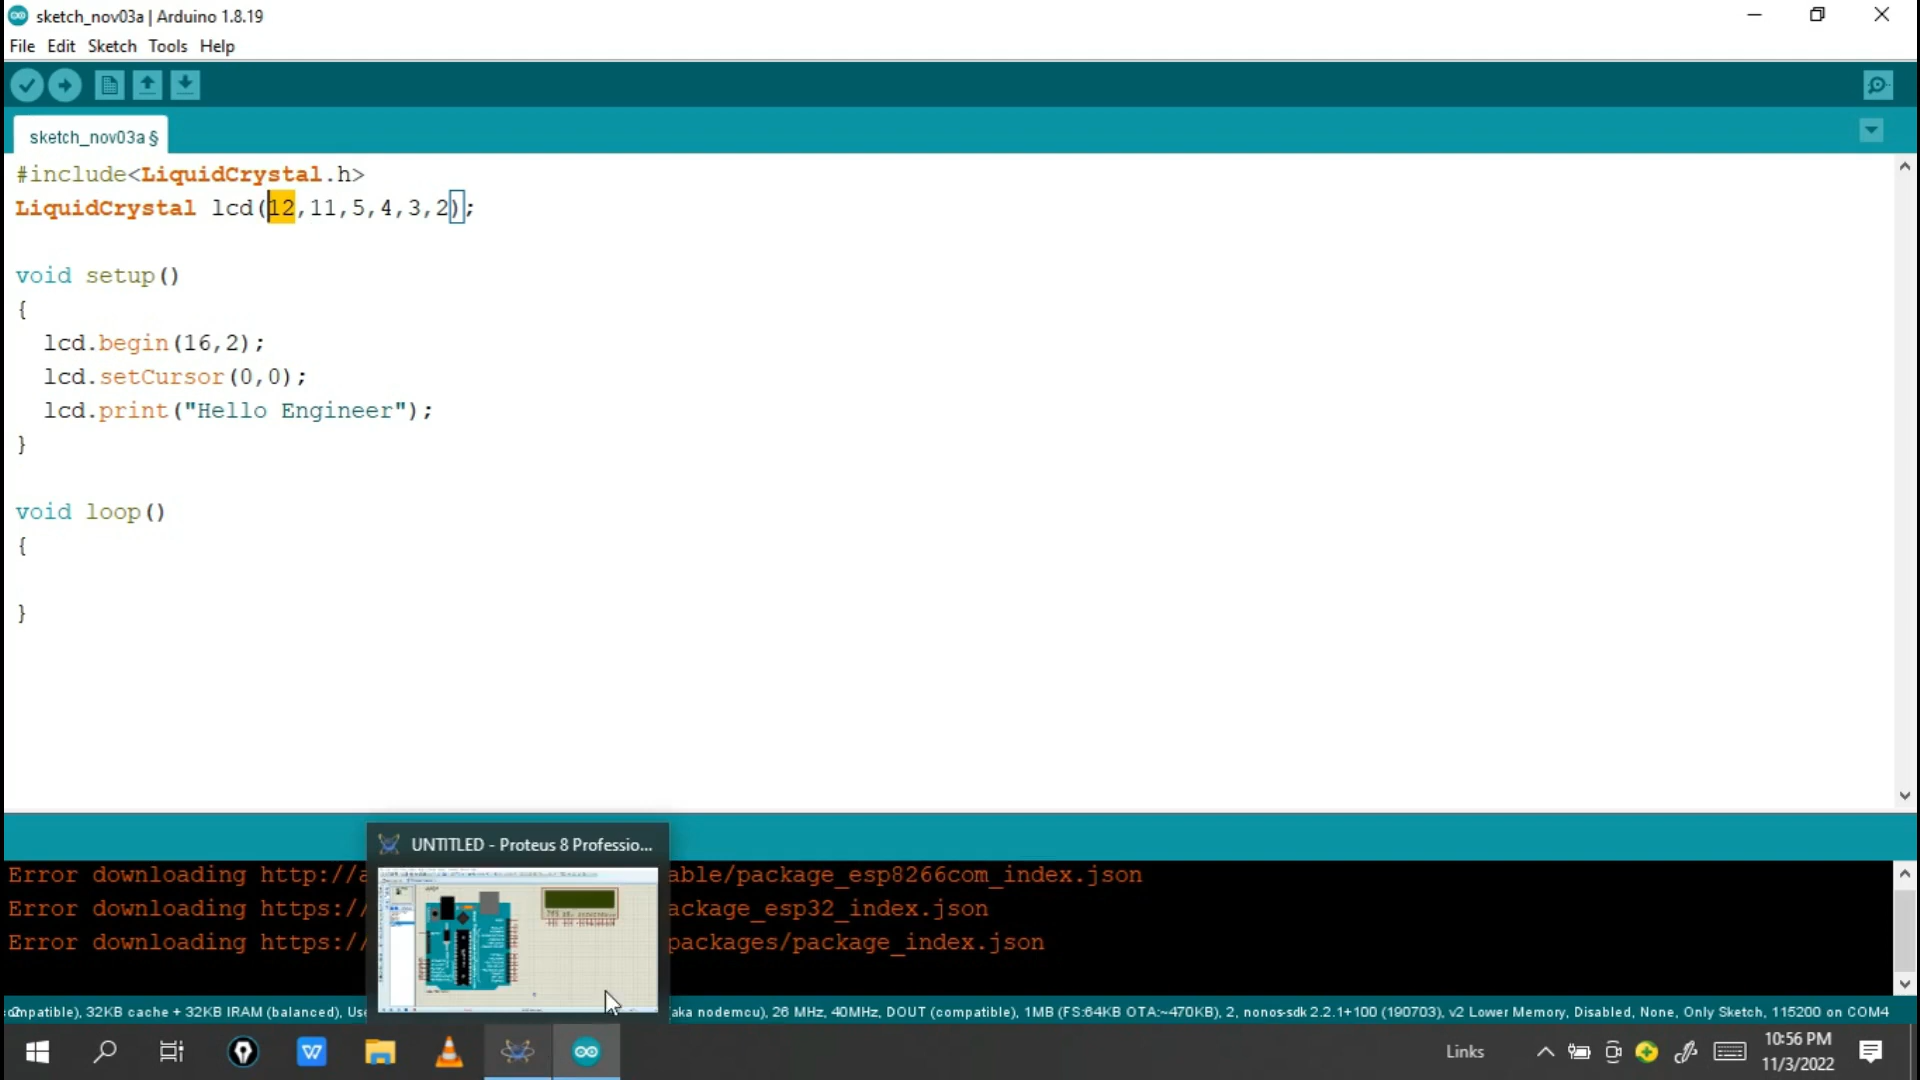 sketch_nov03a | Arduino 1.8.19
File Edit Sketch Tools Help
sketch_nov03a §
#include<LiquidCrystal.h>
LiquidCrystal lcd(12,11,5,4,3,2);
void setup()
{
lcd.begin(16,2);
lcd.setCursor(0,0);
lcd.print("Hello Engineer");
}
void loop()
{
}
UNTITLED - Proteus 8 Professio...
Error downloading http://a able/package_esp8266com_index.json
Error downloading https:// ackage_esp32_index.json
Error downloading https:// packages/package_index.json
ompatible), 32KB cache + 32KB IRAM (balanced), Use aka nodemcu), 26 MHz, 40MHz, DOUT (compatible), 1MB (FS:64KB OTA:~470KB), 2, nonos-sdk 2.2.1+100 (190703), v2 Lower Memory, Disabled, None, Only Sketch, 115200 on COM4
Links
10:56 PM
11/3/2022